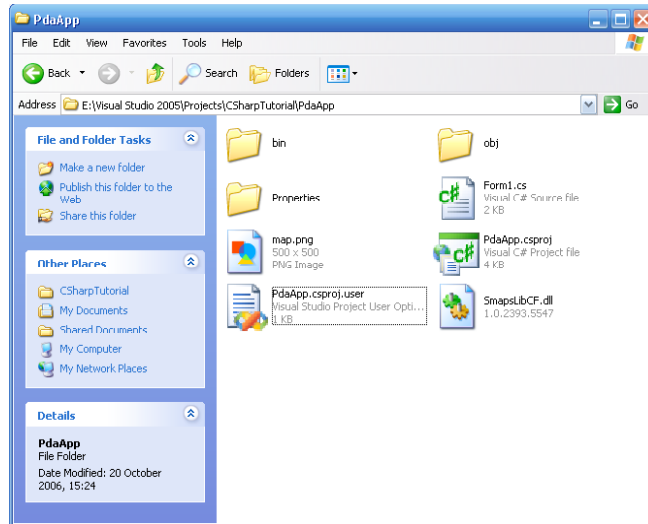 PdaApp
File Edit View Favorites Tools Help
Back Search Folders
Address E:\Visual Studio 2005\Projects\CSharpTutorial\PdaApp Go
File and Folder Tasks
Make a new folder
Publish this folder to the
Web
Share this folder
Other Places
CSharpTutorial
My Documents
Shared Documents
My Computer
My Network Places
Details
PdaApp
File Folder
Date Modified: 20 October
2006, 15:24
bin
obj
Properties
Form1.cs
Visual C# Source file
2 KB
map.png
500 x 500
PNG Image
PdaApp.csproj
Visual C# Project file
4 KB
PdaApp.csproj.user
Visual Studio Project User Opti...
1 KB
SmapsLibCF.dll
1.0.2393.5547